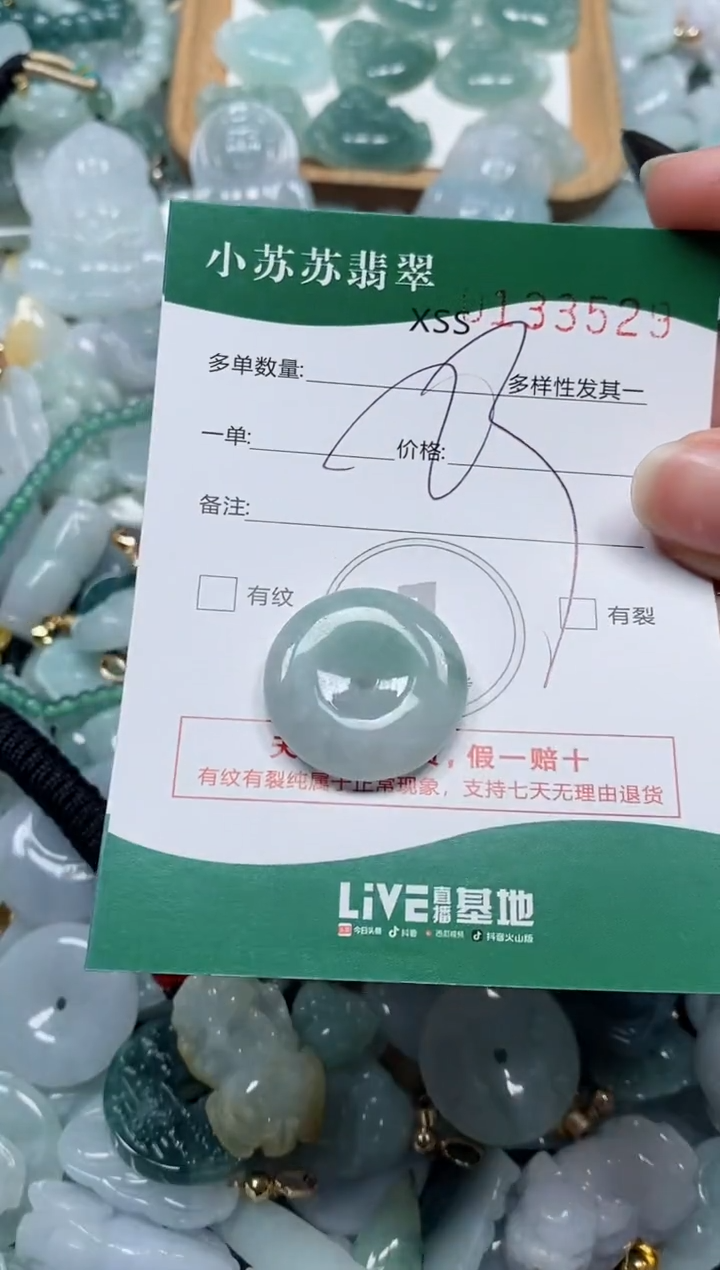 小苏苏翡翠
XSS 0133529
多单数量: 多样性发其一
一单: 价格:
备注:
有纹 有裂
天 ，假一赔十
有纹有裂纯属于正常现象，支持七天无理由退货
LiVE直播基地
今日头条 抖音 西瓜视频 抖音火山版